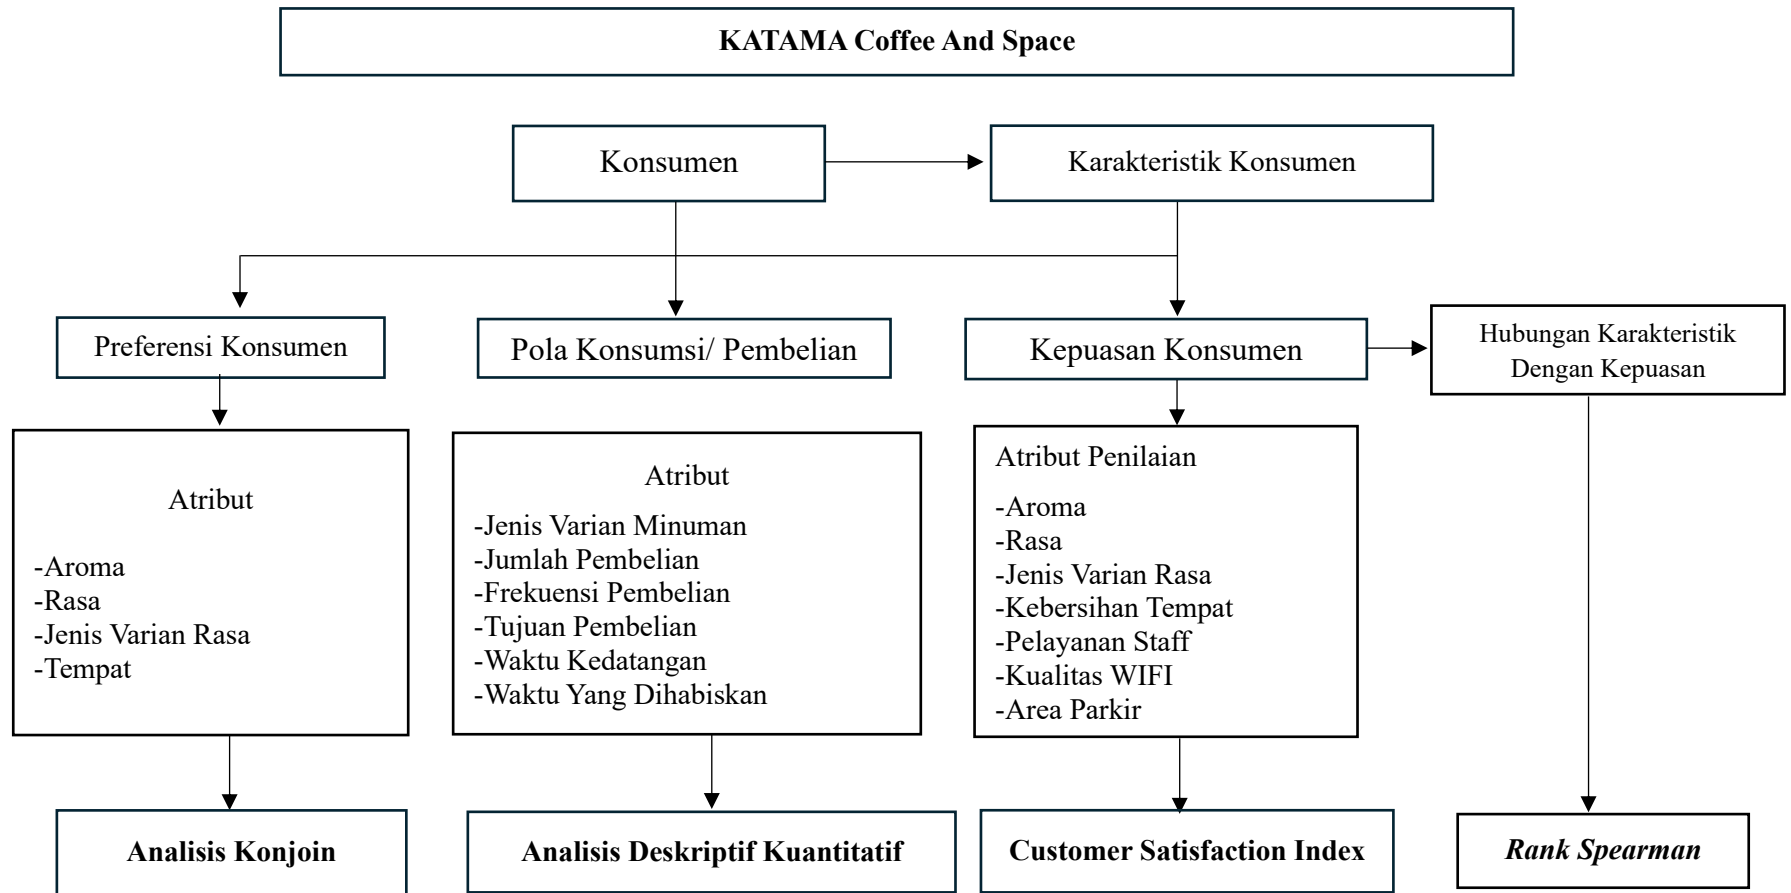 KATAMA Coffee And Space
Konsumen
Karakteristik Konsumen
Preferensi Konsumen
Pola Konsumsi/ Pembelian
Kepuasan Konsumen
Hubungan Karakteristik
Dengan Kepuasan
Atribut
-Aroma
-Rasa
-Jenis Varian Rasa
-Tempat
Atribut
-Jenis Varian Minuman
-Jumlah Pembelian
-Frekuensi Pembelian
-Tujuan Pembelian
-Waktu Kedatangan
-Waktu Yang Dihabiskan
Atribut Penilaian
-Aroma
-Rasa
-Jenis Varian Rasa
-Kebersihan Tempat
-Pelayanan Staff
-Kualitas WIFI
-Area Parkir
Analisis Konjoin
Analisis Deskriptif Kuantitatif
Customer Satisfaction Index
Rank Spearman